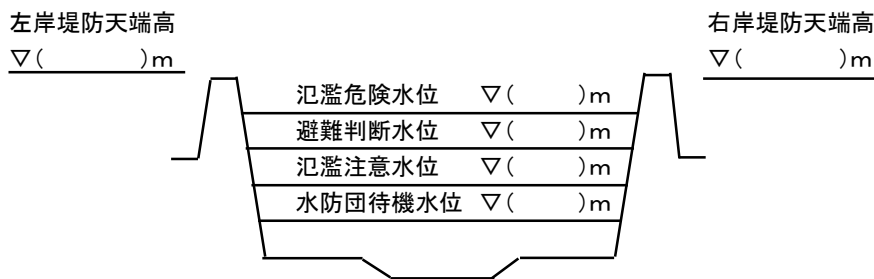 左岸堤防天端高
▽(　　　)m
右岸堤防天端高
▽(　　　)m
氾濫危険水位　▽(　　)m
避難判断水位　▽(　　)m
氾濫注意水位　▽(　　)m
水防団待機水位　▽(　　)m